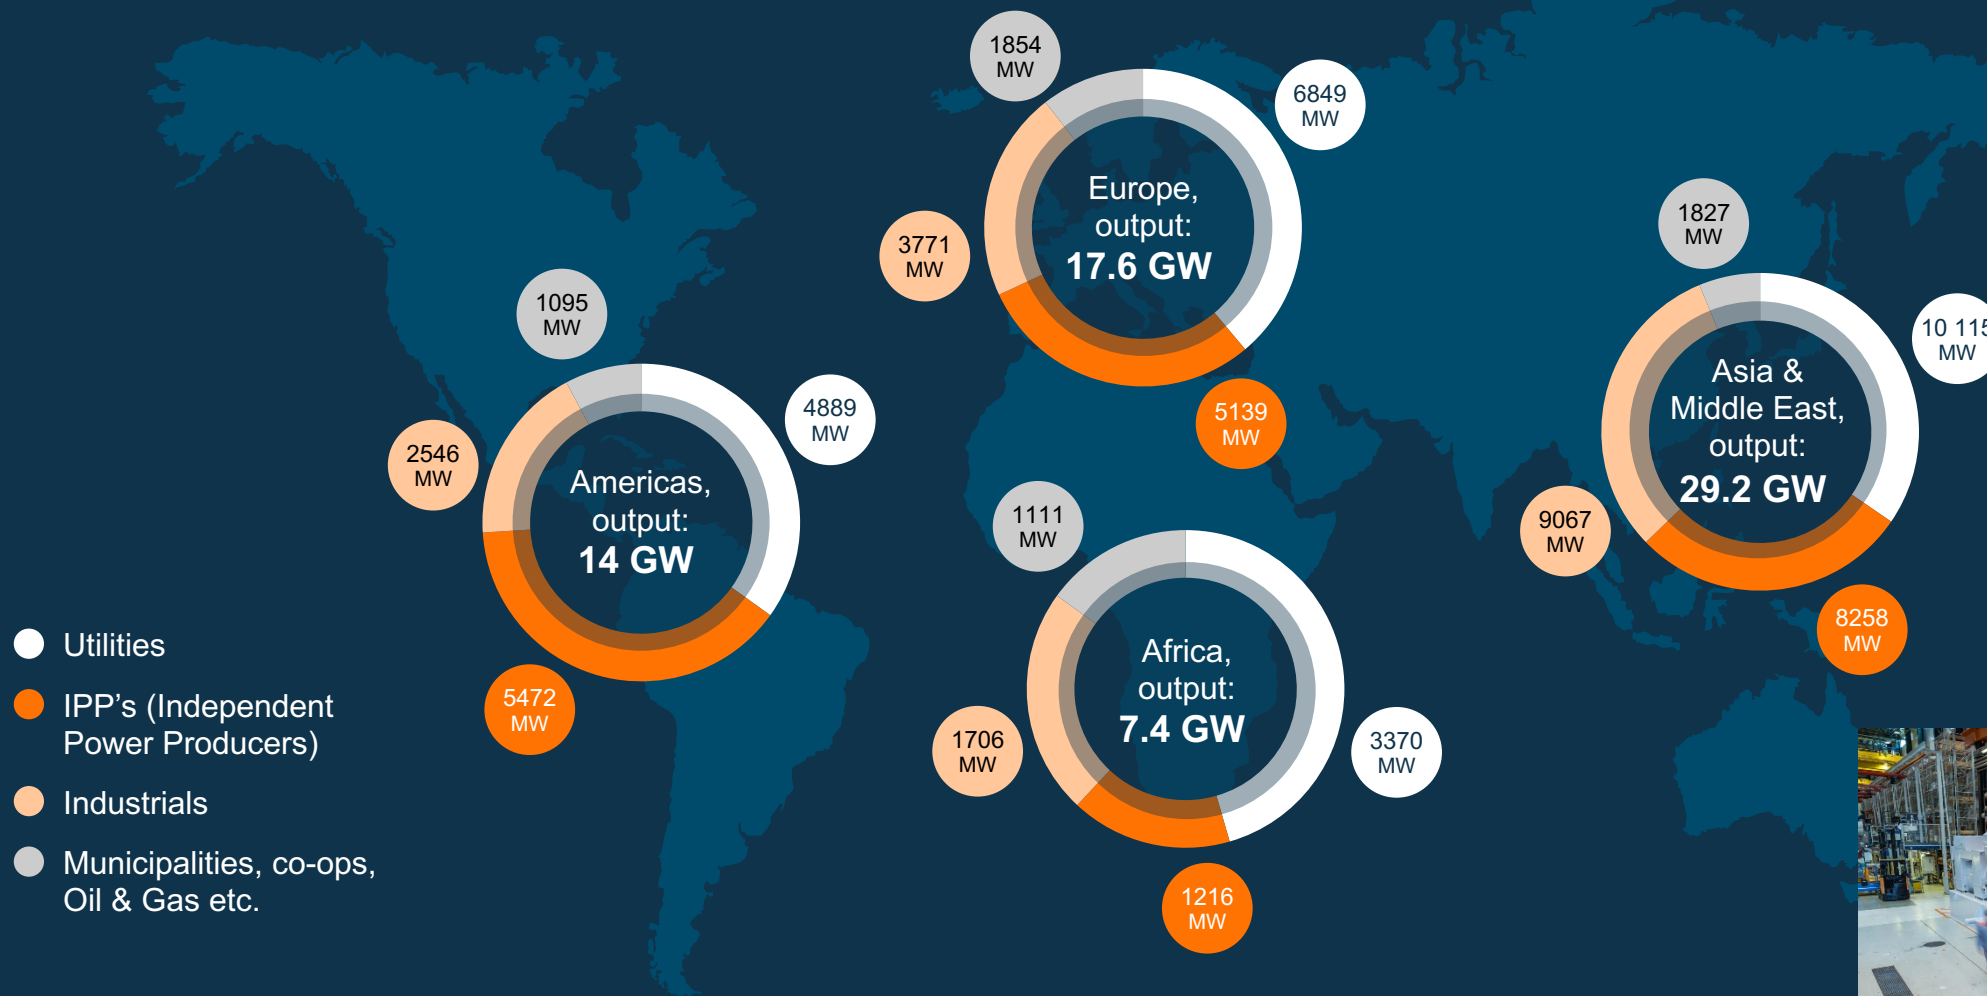 1854
MW
6849
MW
Europe,
output:
17.6 GW
3771
MW
5139
MW
1827
MW
10 115
MW
Asia &
Middle East,
output:
29.2 GW
9067
MW
8258
MW
1095
MW
4889
MW
2546
MW
Americas,
output:
14 GW
5472
MW
1111
MW
Africa,
output:
7.4 GW
1706
MW
3370
MW
1216
MW
Utilities
IPP's (Independent
Power Producers)
Industrials
Municipalities, co-ops,
Oil & Gas etc.